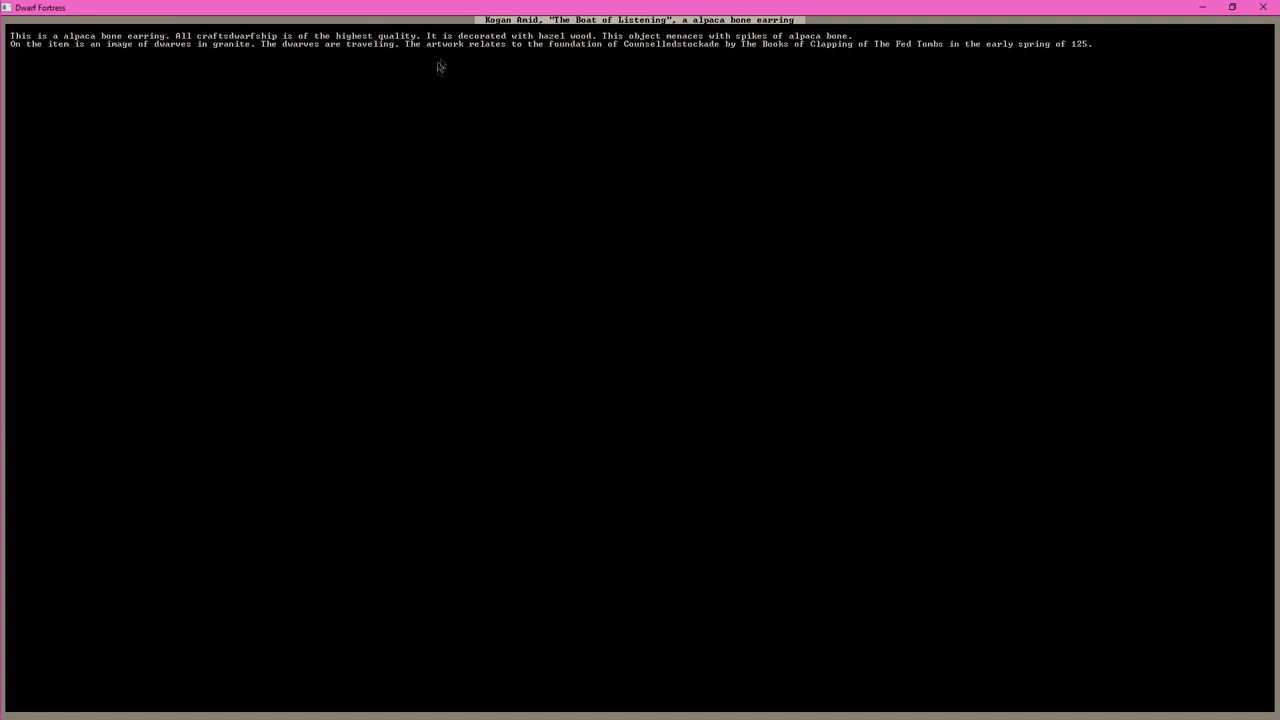 Dwarf Fortress
Kogan Amid, "The Boat of Listening", a alpaca bone earring
This is a alpaca bone earring. All craftsdwarfship is of the highest quality. It is decorated with hazel wood. This object menaces with spikes of alpaca bone.
On the item is an image of dwarves in granite. The dwarves are traveling. The artwork relates to the foundation of Counselledstockade by The Books of Clapping of The Fed Tombs in the early spring of 125.